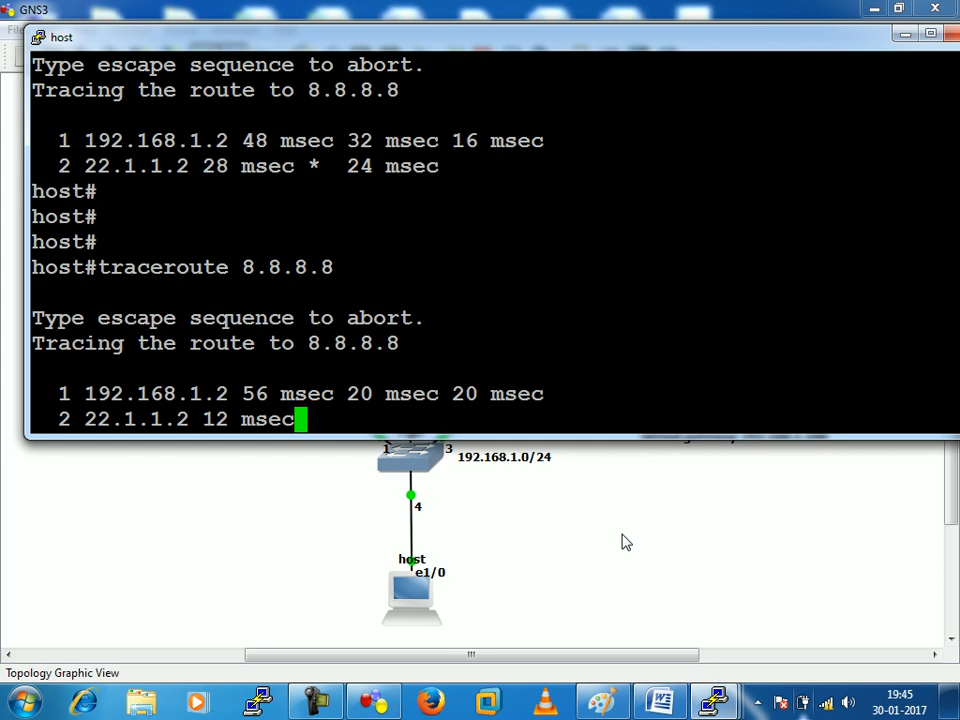 GNS3
host
Type escape sequence to abort.
Tracing the route to 8.8.8.8
1 192.168.1.2 48 msec 32 msec 16 msec
2 22.1.1.2 28 msec *  24 msec
host#
host#
host#
host#traceroute 8.8.8.8
Type escape sequence to abort.
Tracing the route to 8.8.8.8
1 192.168.1.2 56 msec 20 msec 20 msec
2 22.1.1.2 12 msec
1
3
192.168.1.0/24
4
host
e1/0
Topology Graphic View
19:45
30-01-2017